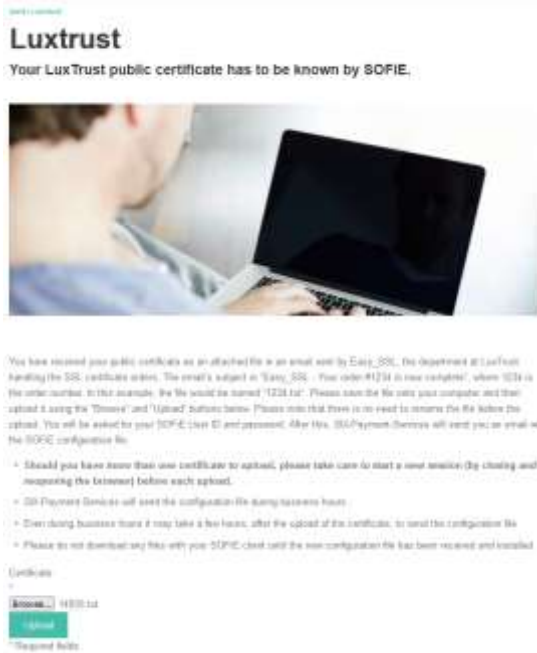 Luxtrust
Your LuxTrust public certificate has to be known by SOFIE.
You have received your public certificate as an attached file in an email sent by Easy_SSL, the department at LuxTrust
handling the SSL certificate orders. The email's subject is "Easy_SSL - Your order #1234 is now complete", where 1234 is
the order number. In this example, the file would be named "1234.txt". Please save the file onto your computer and then
upload it using the "Browse" and "Upload" buttons below. Please note that there is no need to rename the file before the
upload. You will be asked for your SOFIE User ID and password. After this, SIX Payment Services will send you an email w
the SOFIE configuration file.
• Should you have more than one certificate to upload, please take care to start a new session (by closing and
reopening the browser) before each upload.
• SIX Payment Services will send the configuration file during business hours
• Even during business hours it may take a few hours, after the upload of the certificate, to send the configuration file
• Please do not download any files with your SOFIE client until the new configuration file has been received and installed
Certificate
*
Browse...
Upload
* Required fields